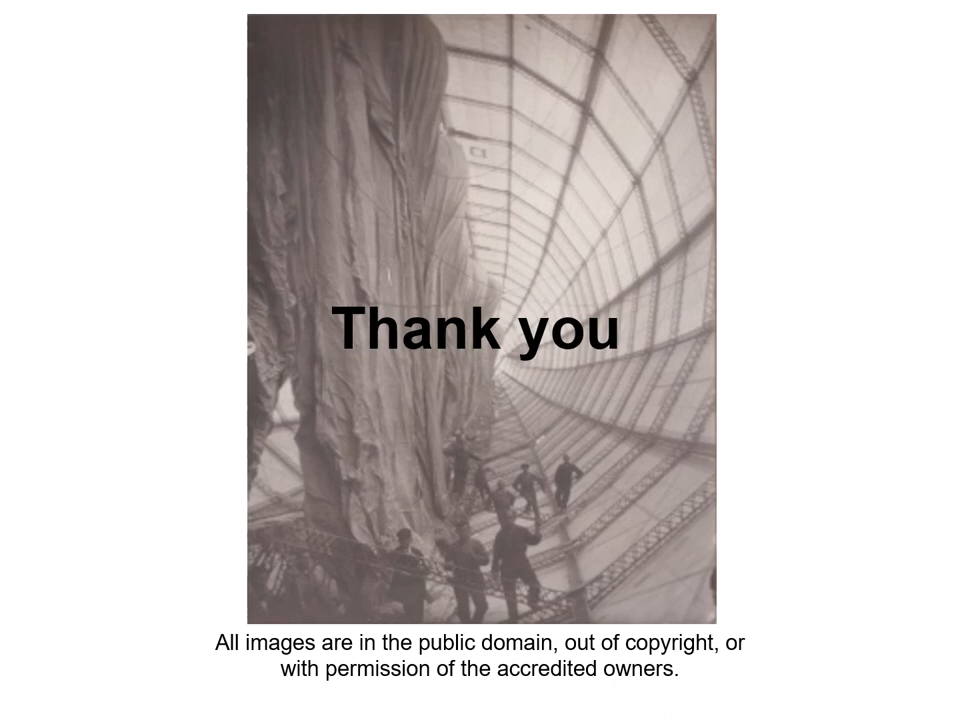 Thank you
All images are in the public domain, out of copyright, or
with permission of the accredited owners.